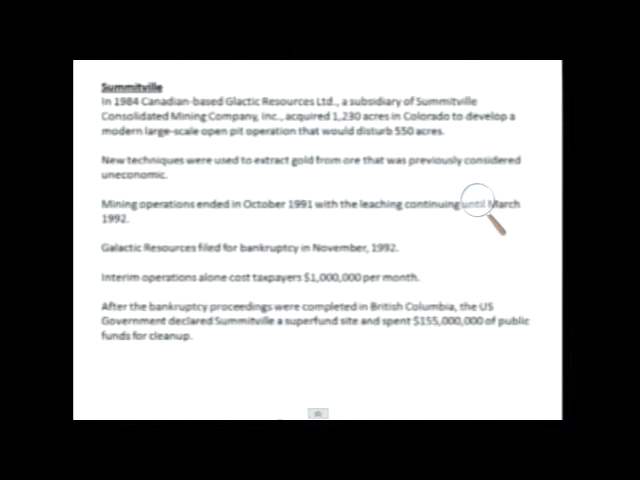 Summitville
In 1984 Canadian-based Glactic Resources Ltd., a subsidiary of Summitville
Consolidated Mining Company, Inc., acquired 1,230 acres in Colorado to develop a
modern large-scale open pit operation that would disturb 550 acres.
New techniques were used to extract gold from ore that was previously considered
uneconomic.
Mining operations ended in October 1991 with the leaching continuing until March
1992.
Galactic Resources filed for bankruptcy in November, 1992.
Interim operations alone cost taxpayers $1,000,000 per month.
After the bankruptcy proceedings were completed in British Columbia, the US
Government declared Summitville a superfund site and spent $155,000,000 of public
funds for cleanup.